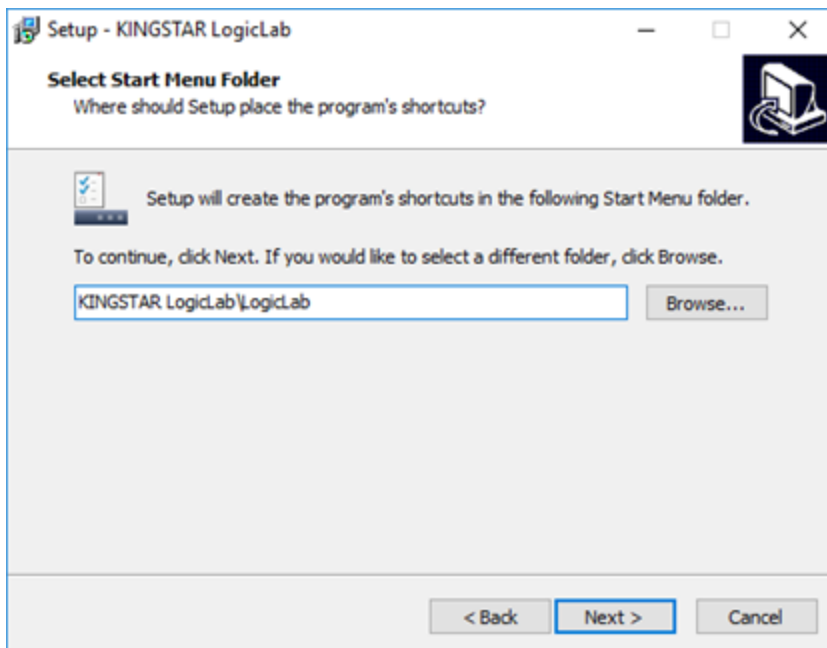 Setup - KINGSTAR LogicLab
Select Start Menu Folder
Where should Setup place the program's shortcuts?
Setup will create the program's shortcuts in the following Start Menu folder.
To continue, click Next. If you would like to select a different folder, click Browse.
KINGSTAR LogicLab\LogicLab
Browse...
< Back
Next >
Cancel